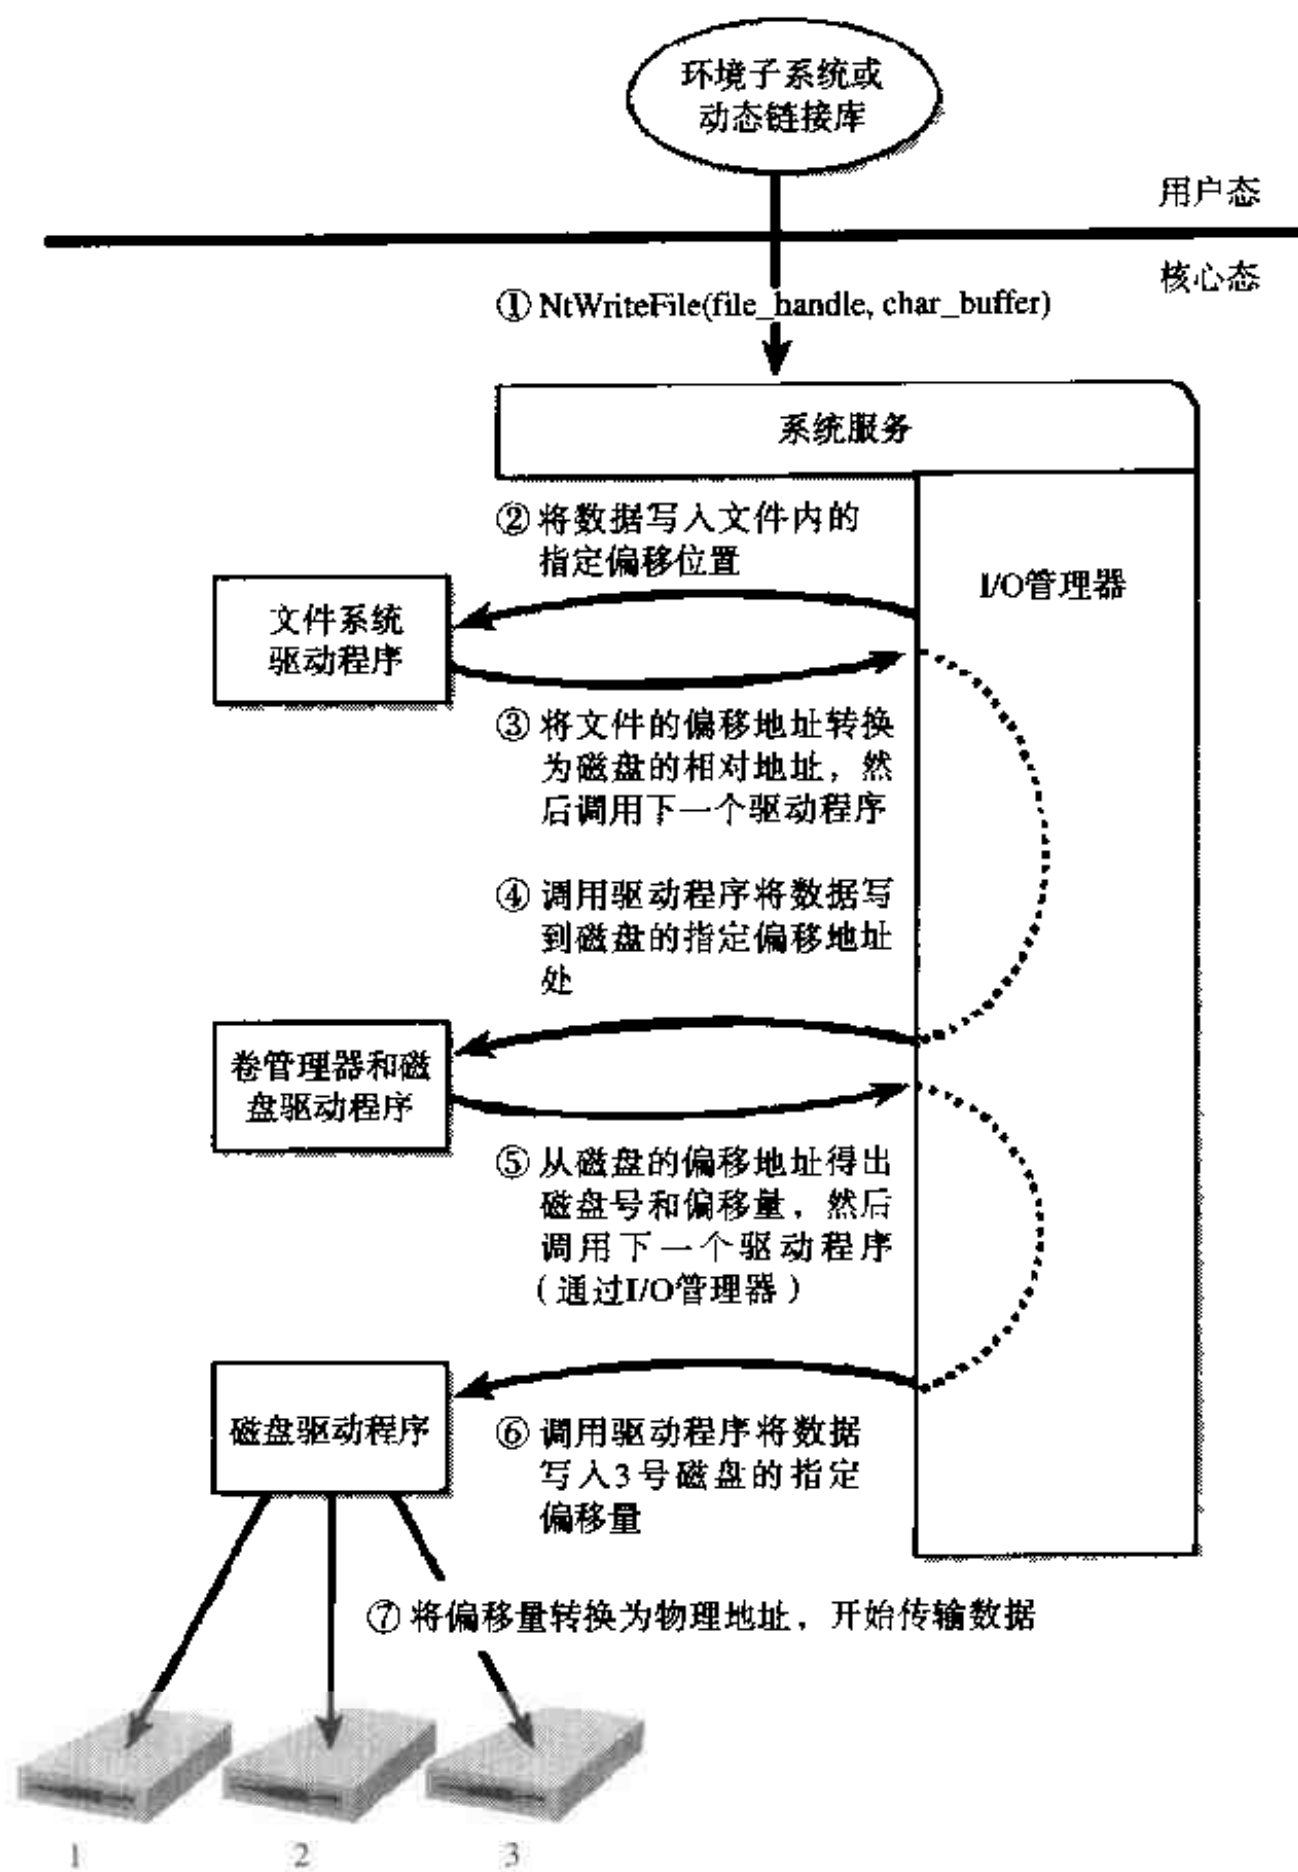 环境子系统或
动态链接库
用户态
核心态
① NtWriteFile(file_handle, char_buffer)
系统服务
② 将数据写入文件内的
指定偏移位置
I/O管理器
文件系统
驱动程序
③ 将文件的偏移地址转换
为磁盘的相对地址，然
后调用下一个驱动程序
④ 调用驱动程序将数据写
到磁盘的指定偏移地址
处
卷管理器和磁
盘驱动程序
⑤ 从磁盘的偏移地址得出
磁盘号和偏移量，然后
调用下一个驱动程序
（通过I/O管理器）
磁盘驱动程序
⑥ 调用驱动程序将数据
写入3号磁盘的指定
偏移量
⑦ 将偏移量转换为物理地址，开始传输数据
1
2
3